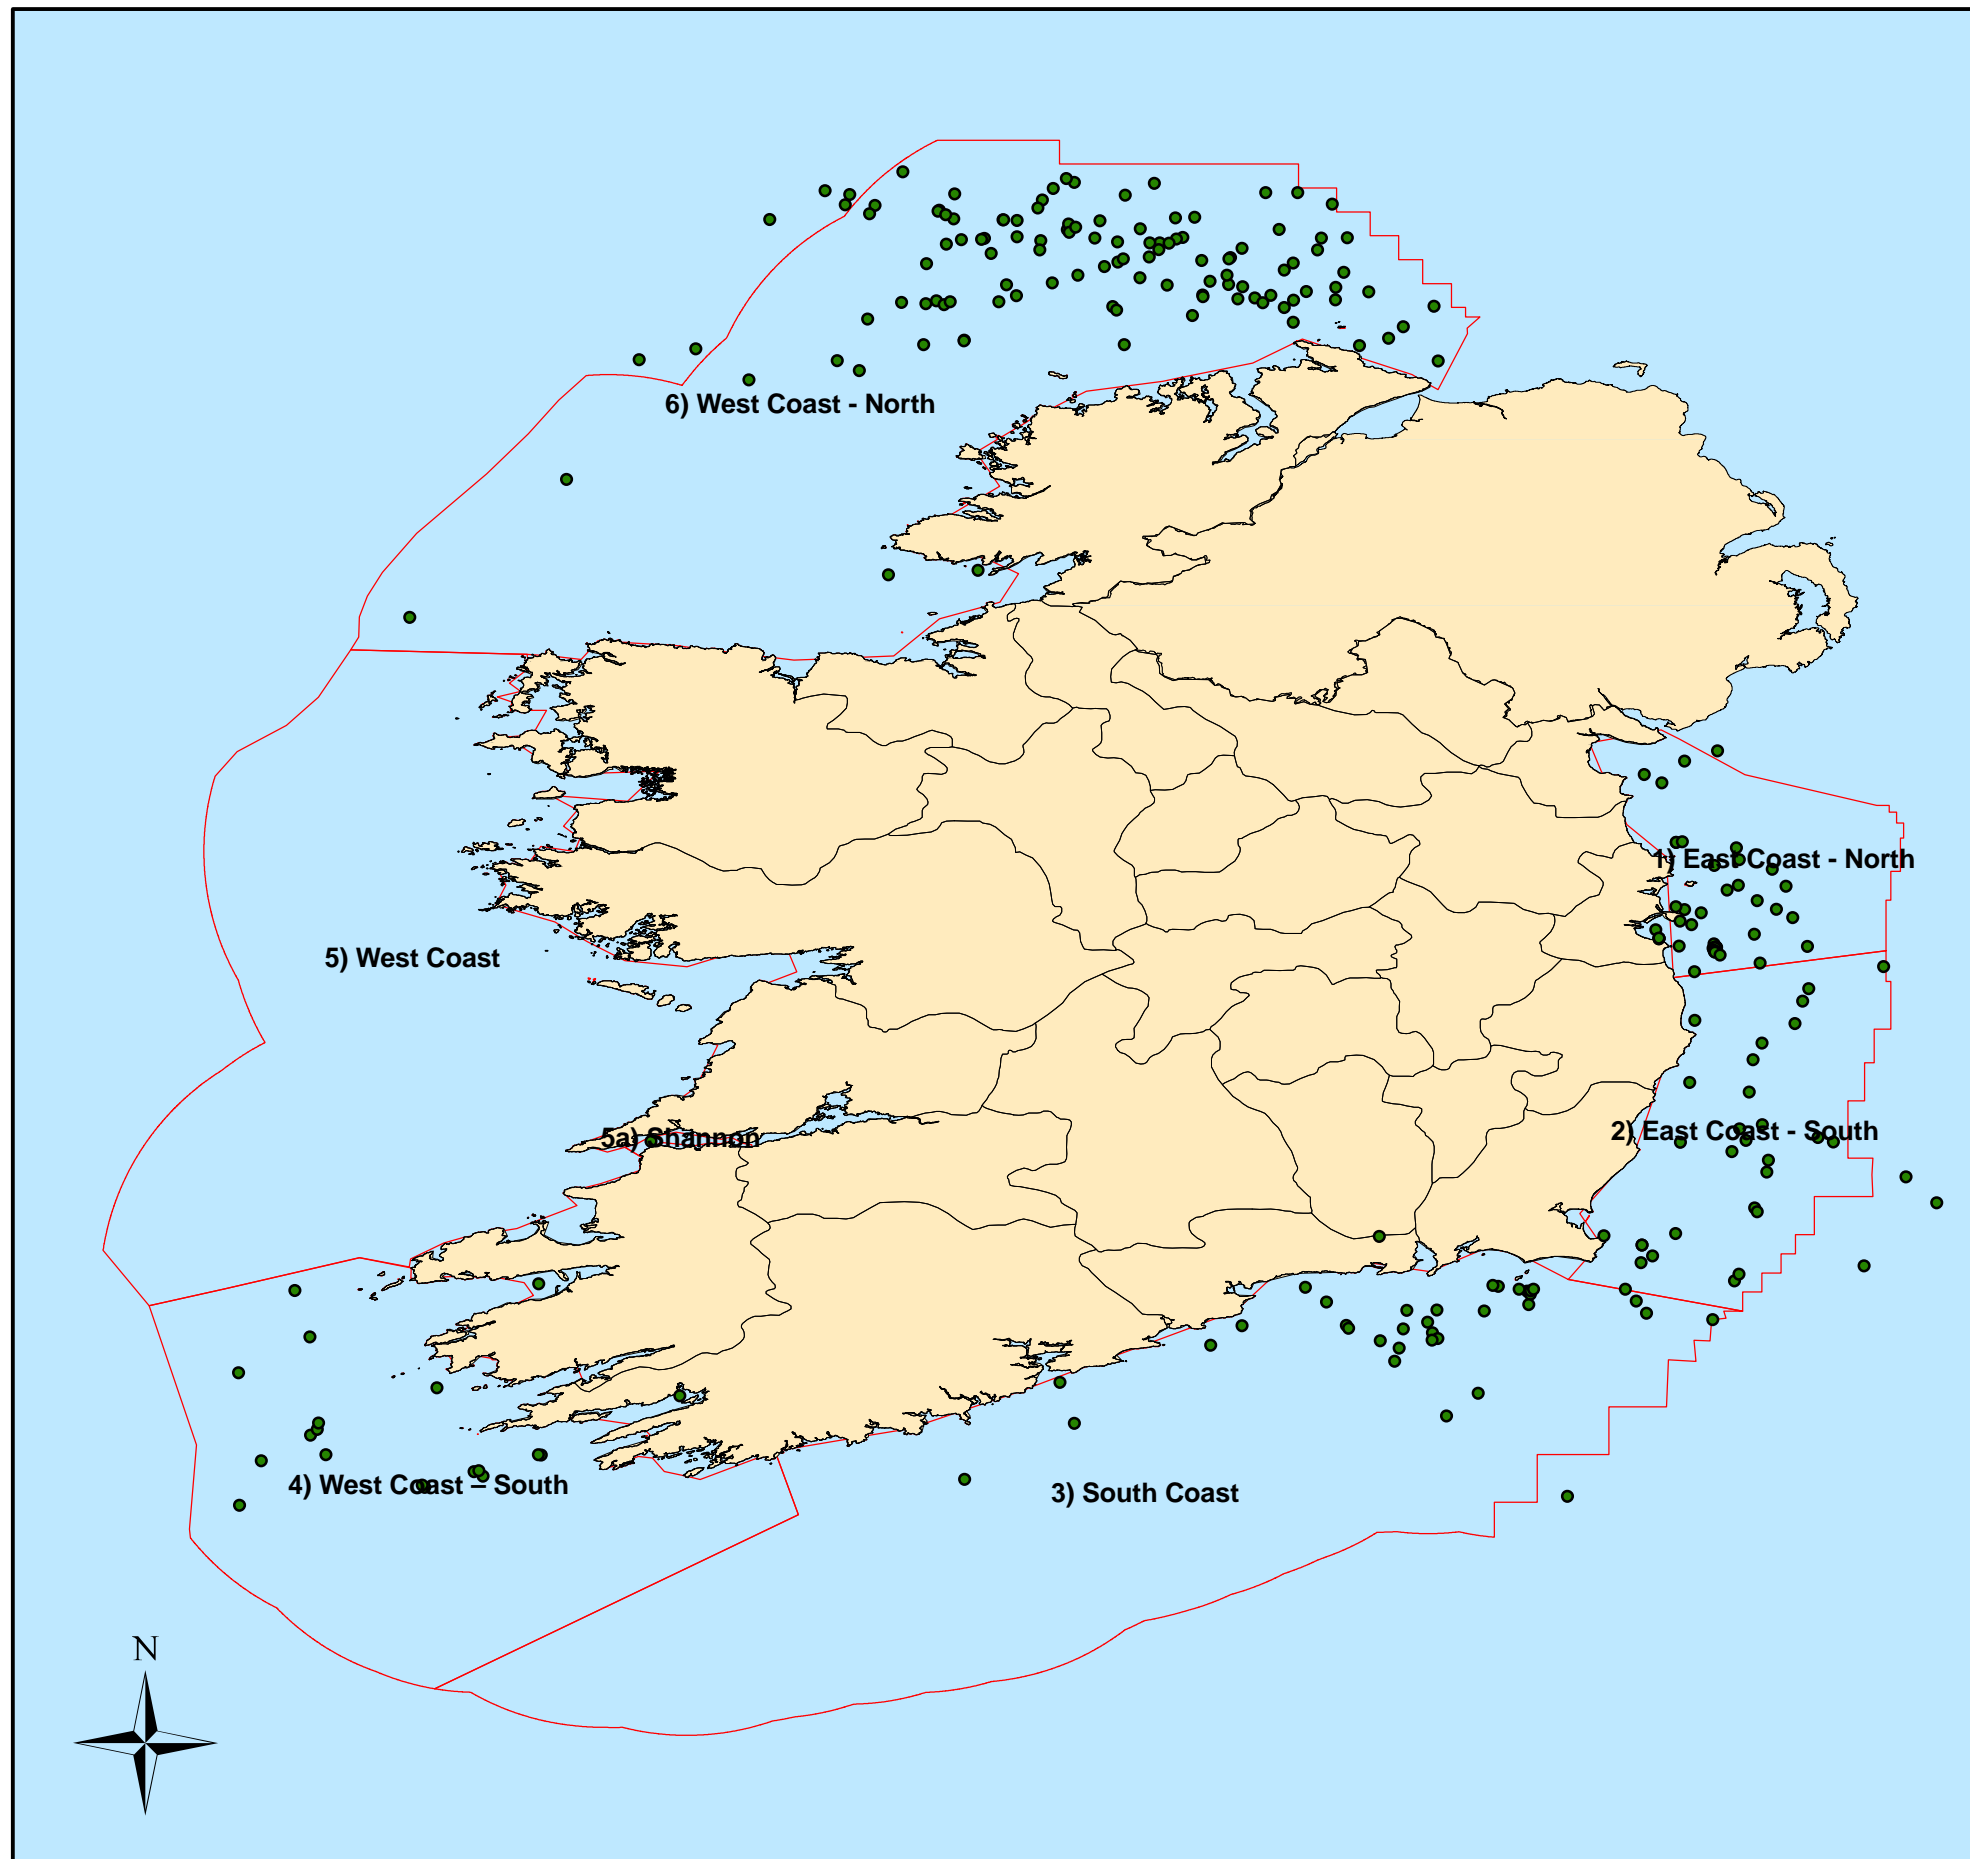 6) West Coast - North
1) East Coast - North
5) West Coast
2) East Coast - South
5a) Shannon
4) West Coast – South
3) South Coast
N